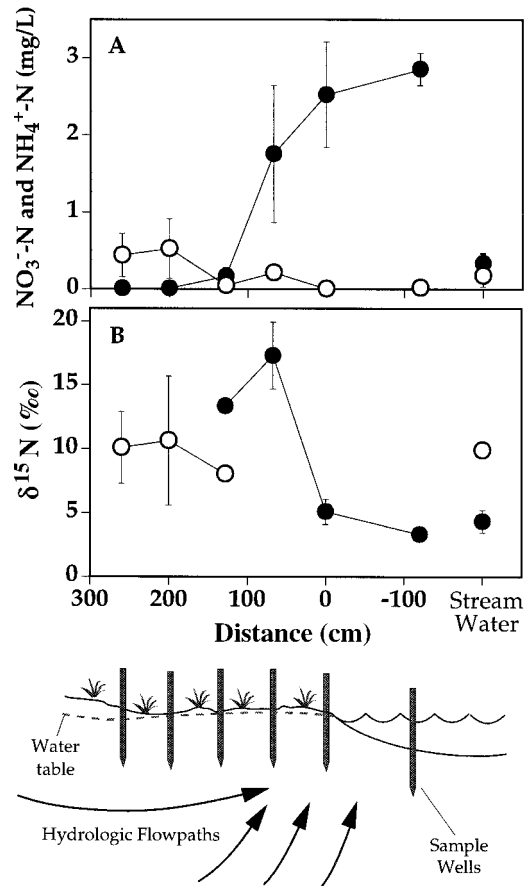 A
NO₃⁻-N and NH₄⁺-N (mg/L)
3
2
1
0
B
δ¹⁵N (‰)
20
15
10
5
0
300 200 100 0 -100 Stream Water
Distance (cm)
Water table
Hydrologic Flowpaths
Sample Wells